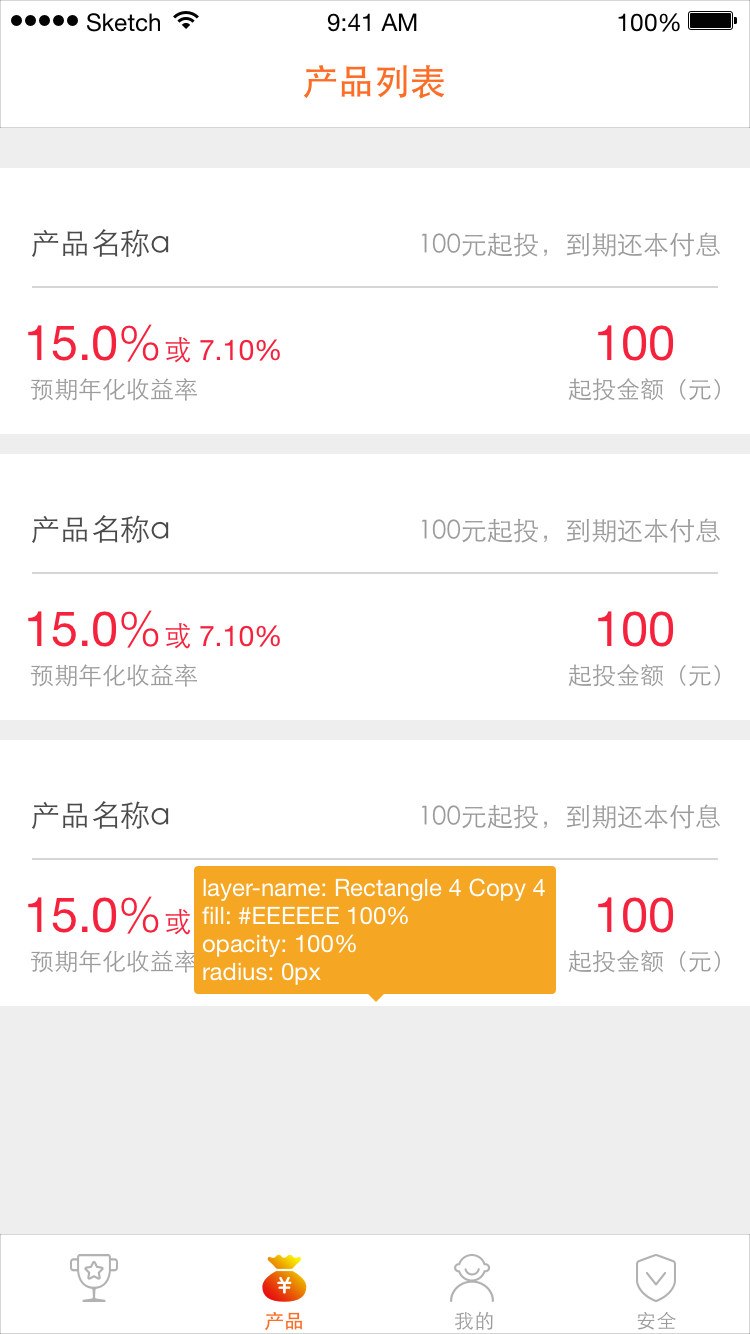 Sketch 9:41 AM 100%
产品列表
产品名称a 100元起投，到期还本付息
15.0%或 7.10% 100
预期年化收益率 起投金额（元）
产品名称a 100元起投，到期还本付息
15.0%或 7.10% 100
预期年化收益率 起投金额（元）
产品名称a 100元起投，到期还本付息
layer-name: Rectangle 4 Copy 4
fill: #EEEEEE 100%
opacity: 100%
radius: 0px
15.0%或 100
预期年化收益率 起投金额（元）
¥
产品 我的 安全